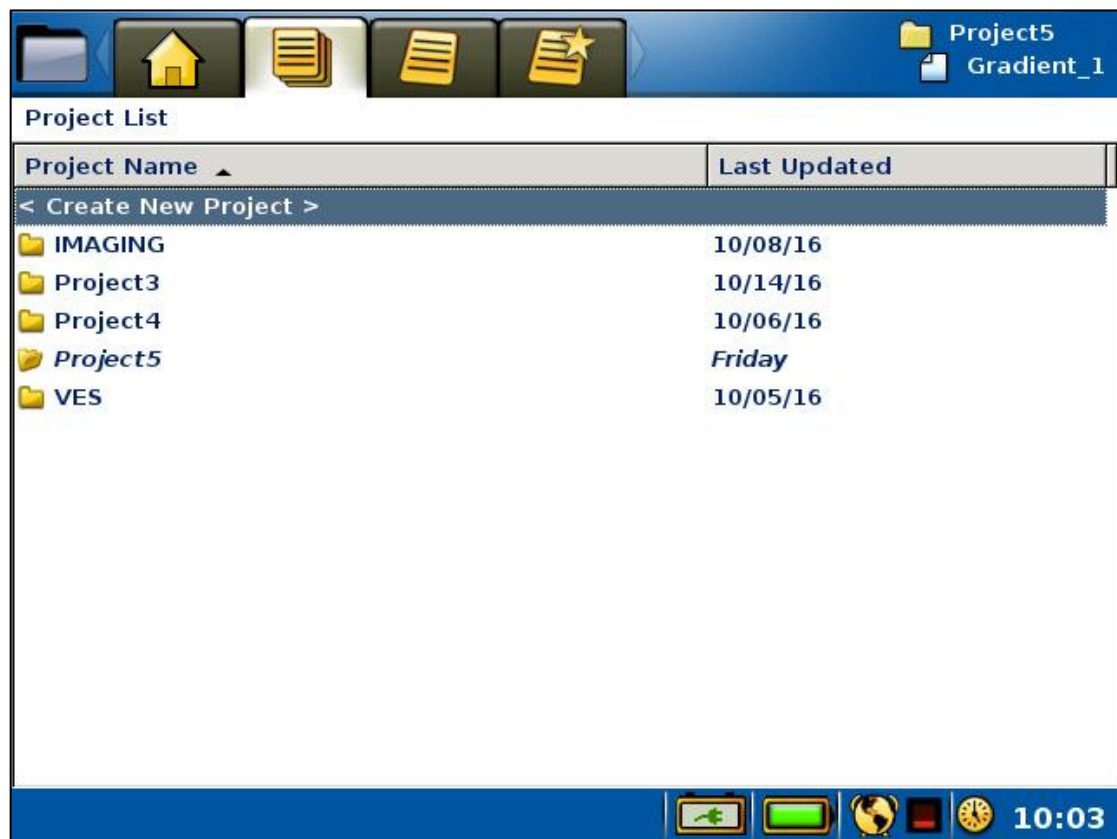 Project5
Gradient_1
Project List
Project Name Last Updated
< Create New Project >
IMAGING 10/08/16
Project3 10/14/16
Project4 10/06/16
Project5 Friday
VES 10/05/16
10:03